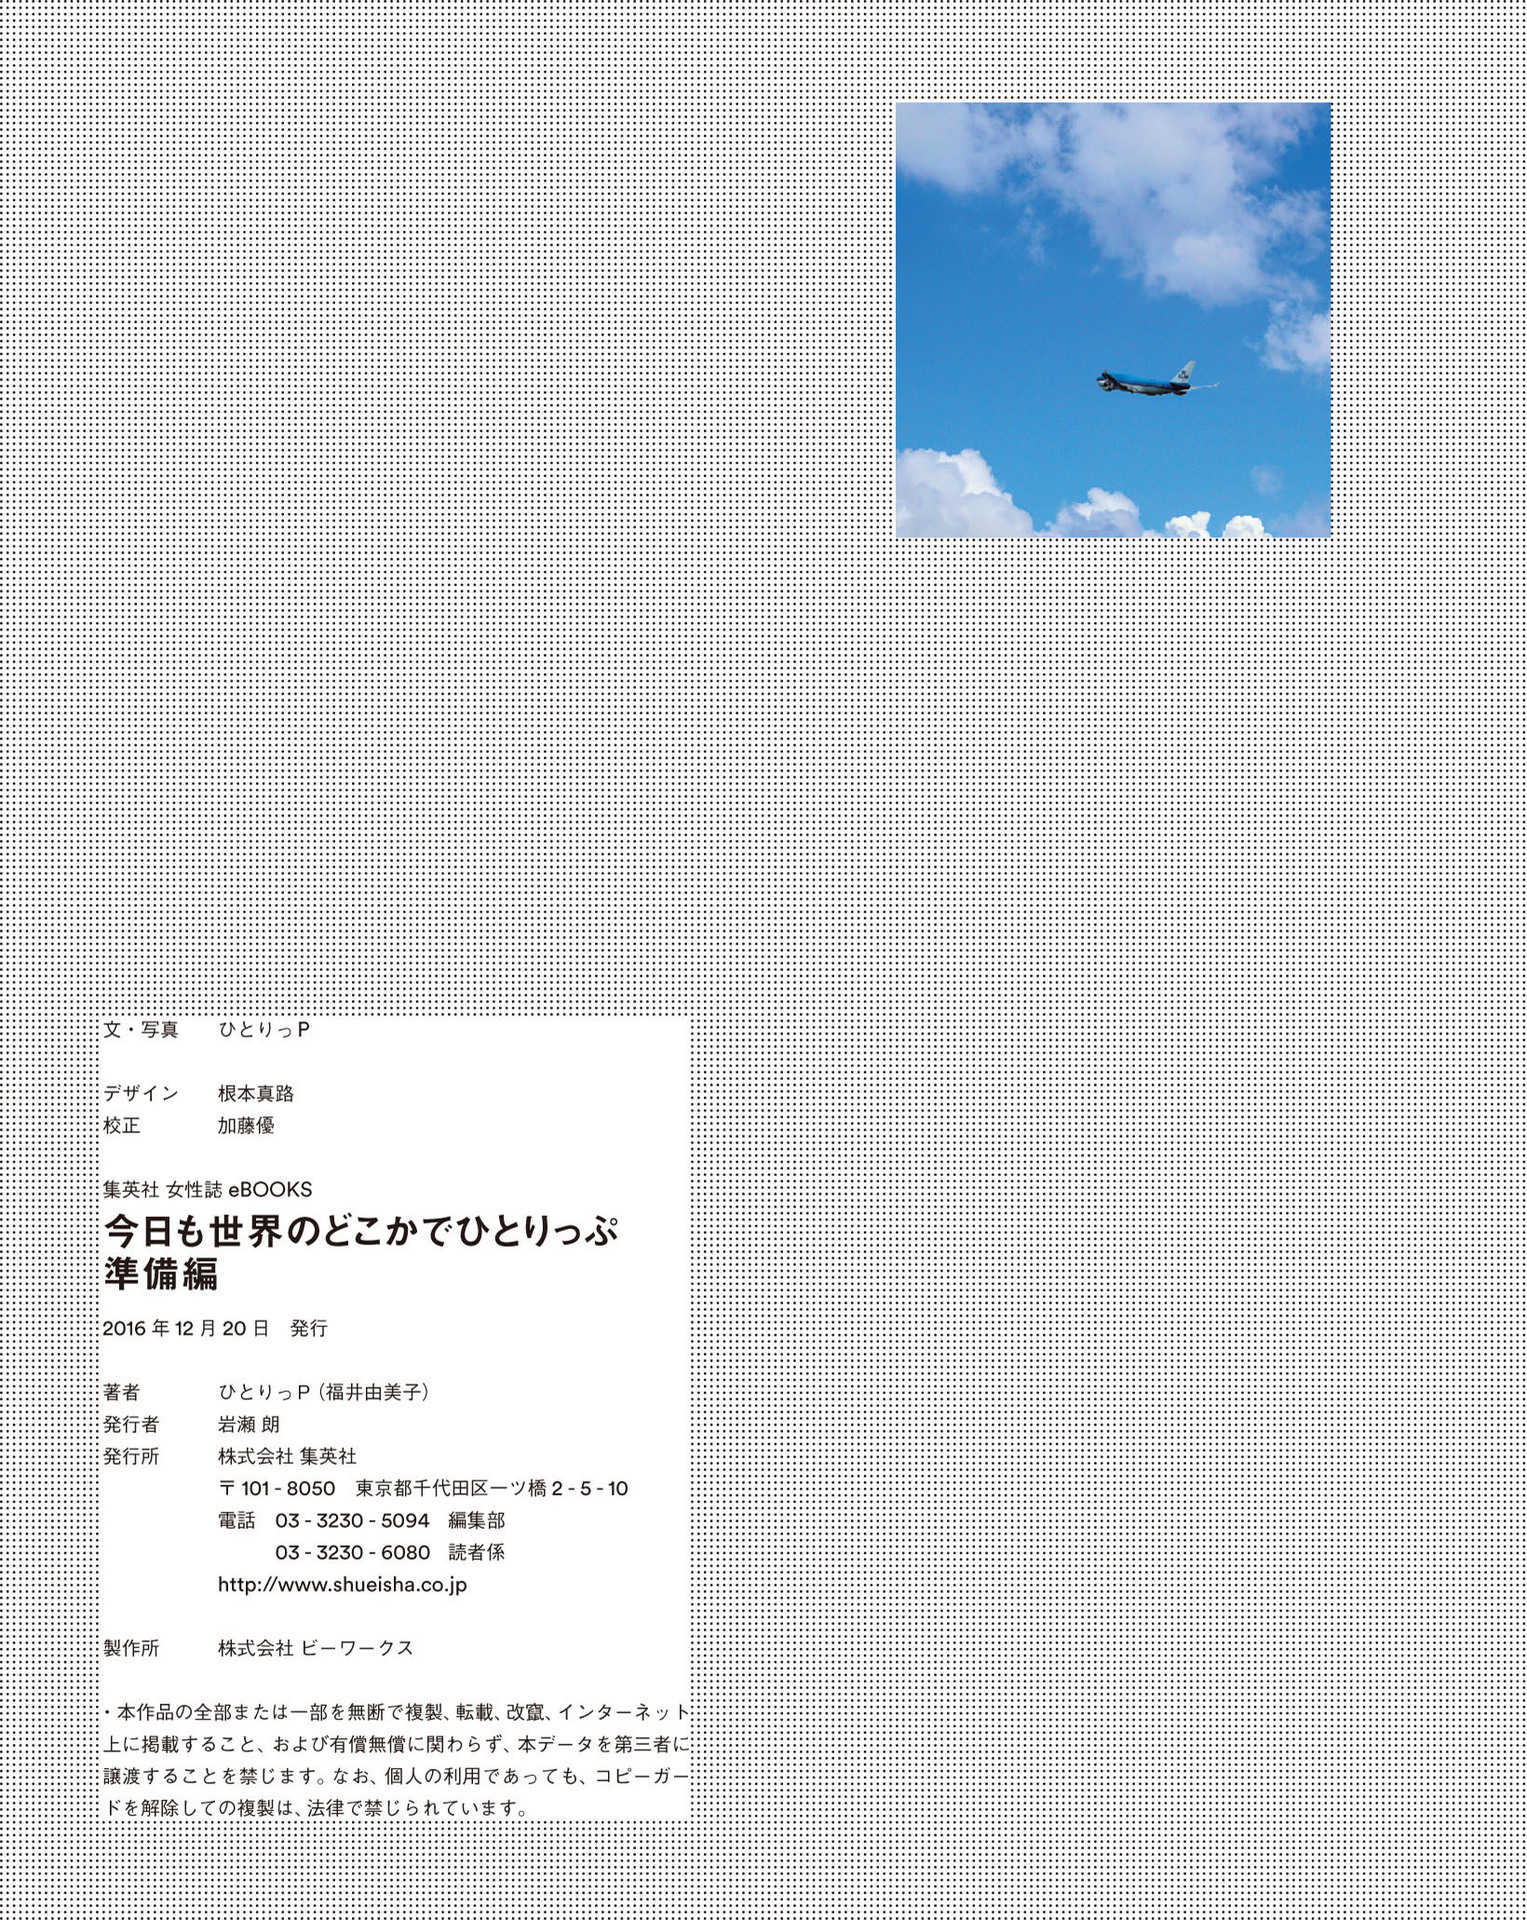 文・写真　ひとりっP
デザイン　根本真路
校正　加藤優
集英社 女性誌 eBOOKS
今日も世界のどこかでひとりっぷ
準備編
2016 年 12 月 20 日　発行
著者　ひとりっP（福井由美子）
発行者　岩瀬 朗
発行所　株式会社 集英社
〒101 - 8050　東京都千代田区一ツ橋 2 - 5 - 10
電話　03 - 3230 - 5094　編集部
03 - 3230 - 6080　読者係
http://www.shueisha.co.jp
製作所　株式会社 ビーワークス
・本作品の全部または一部を無断で複製、転載、改竄、インターネット
上に掲載すること、および有償無償に関わらず、本データを第三者に
譲渡することを禁じます。なお、個人の利用であっても、コピーガー
ドを解除しての複製は、法律で禁じられています。